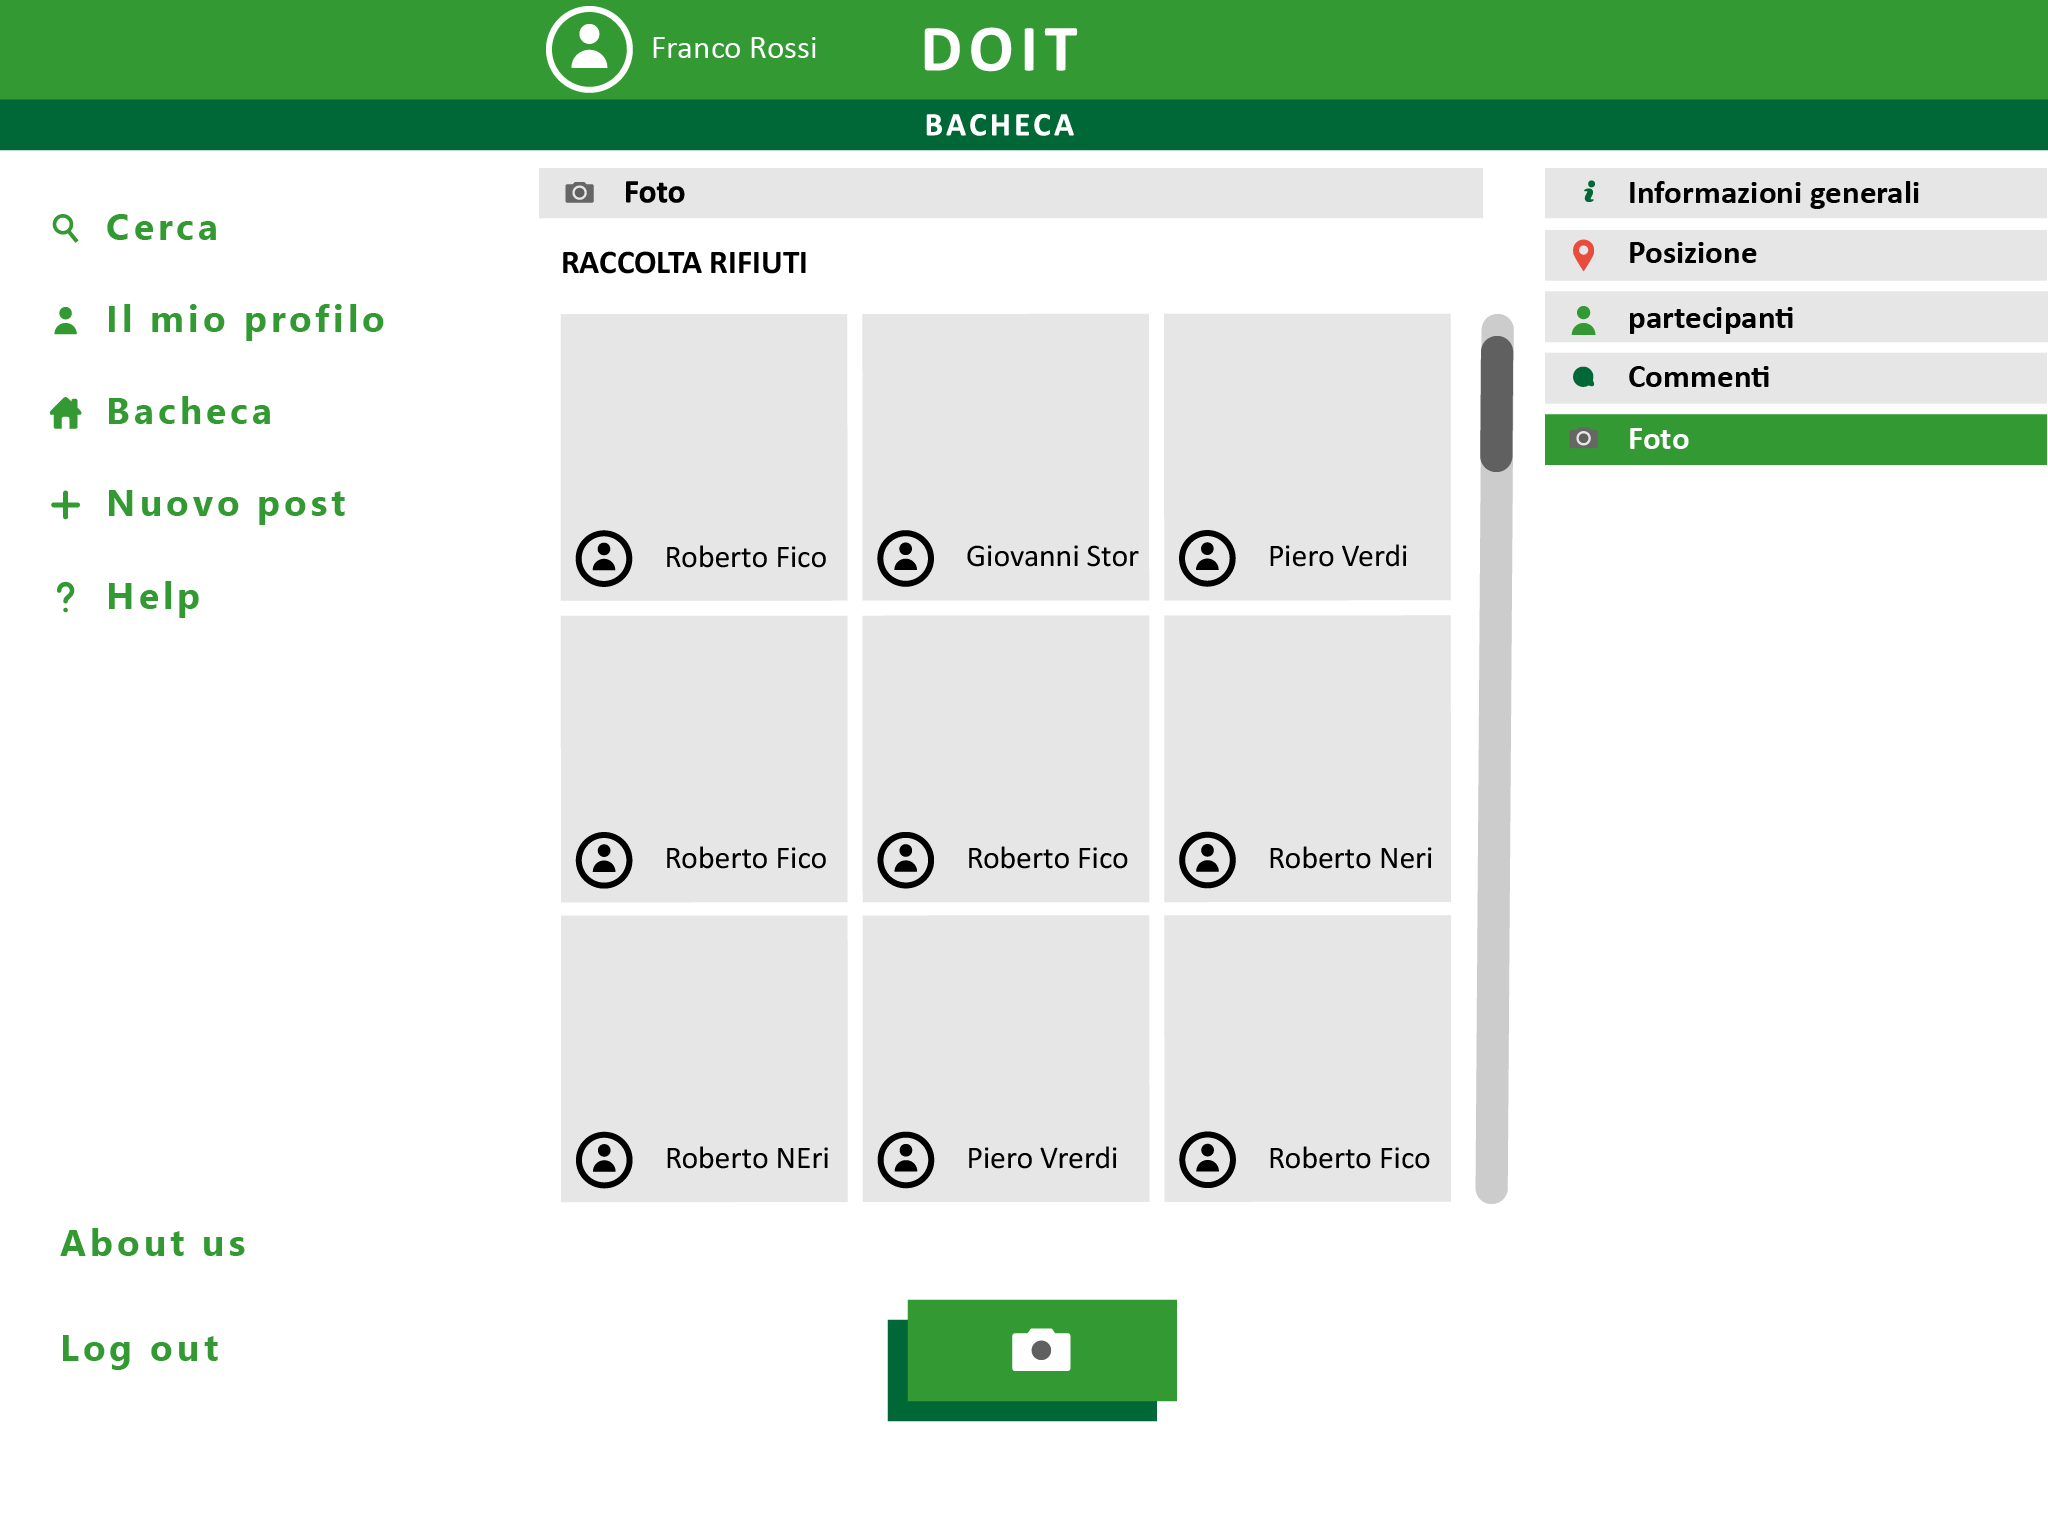 Franco Rossi
DOIT
BACHECA
Cerca
Il mio profilo
Bacheca
Nuovo post
Help
About us
Log out
Foto
RACCOLTA RIFIUTI
Roberto Fico
Giovanni Stor
Piero Verdi
Roberto Fico
Roberto Fico
Roberto Neri
Roberto NEri
Piero Vrerdi
Roberto Fico
Informazioni generali
Posizione
partecipanti
Commenti
Foto